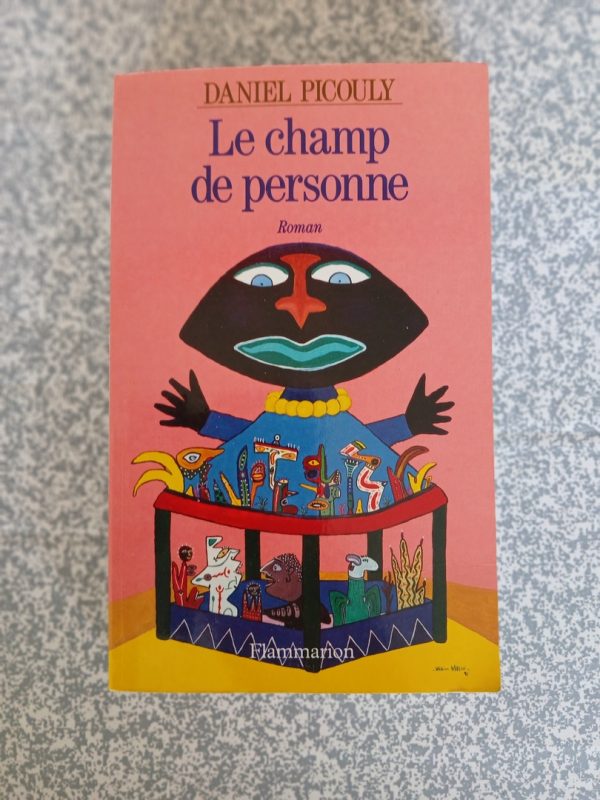 DANIEL PICOULY
Le champ
de personne
Roman
Flammarion